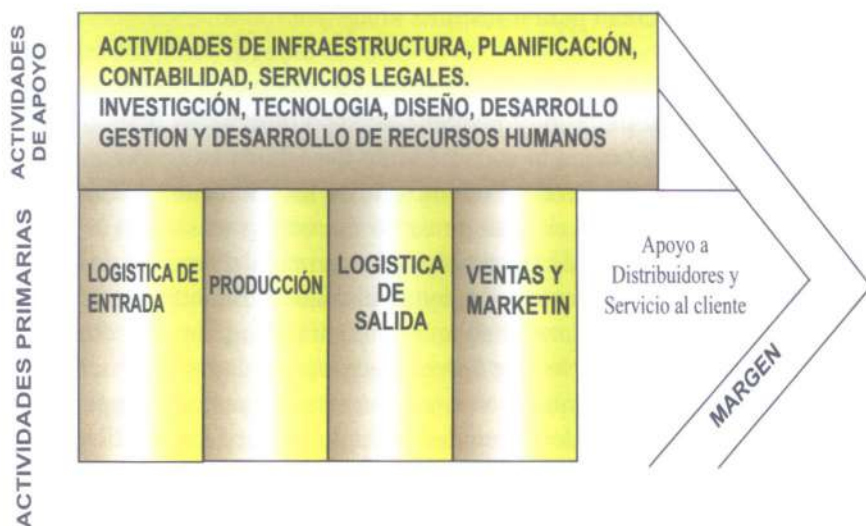 ACTIVIDADES
DE APOYO
ACTIVIDADES DE INFRAESTRUCTURA, PLANIFICACIÓN,
CONTABILIDAD, SERVICIOS LEGALES.
INVESTIGCIÓN, TECNOLOGIA, DISEÑO, DESARROLLO
GESTION Y DESARROLLO DE RECURSOS HUMANOS
ACTIVIDADES PRIMARIAS
LOGISTICA DE
ENTRADA
PRODUCCIÓN
LOGISTICA
DE
SALIDA
VENTAS Y
MARKETIN
Apoyo a
Distribuidores y
Servicio al cliente
MARGEN